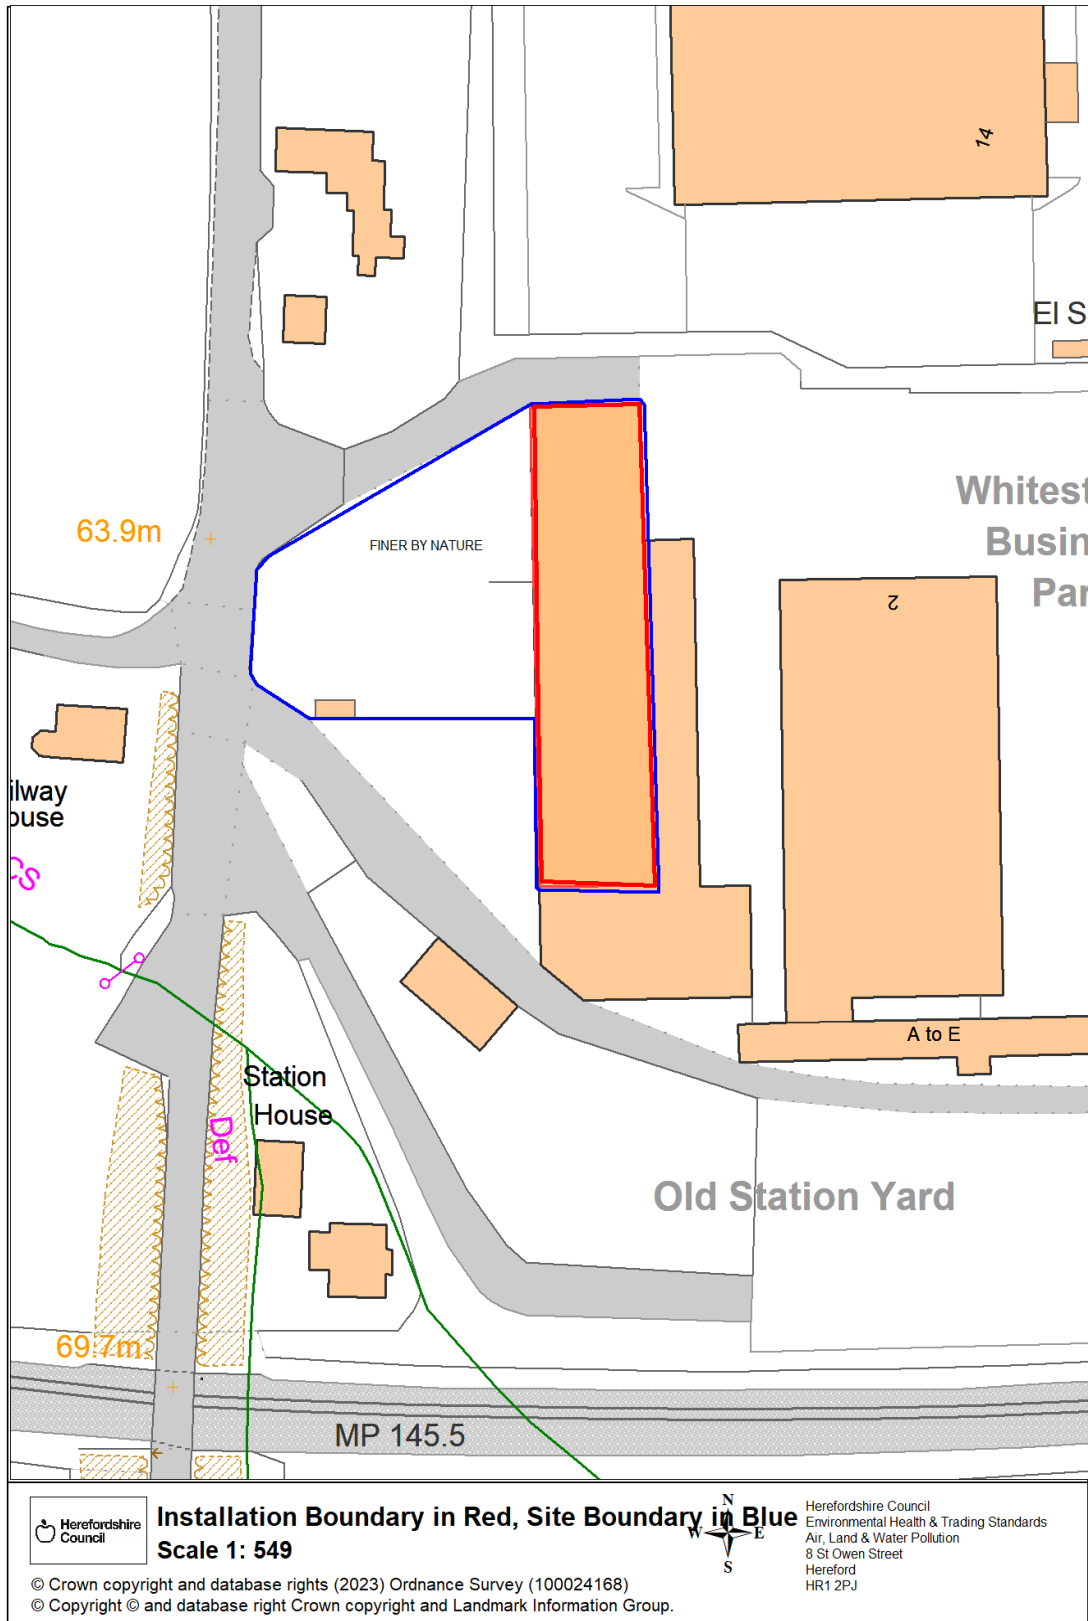 14
El S
Whitest
Busin
Par
63.9m
FINER BY NATURE
2
ilway
ouse
CS
A to E
Station
House
Def
Old Station Yard
69.7m
MP 145.5
Herefordshire
Council
Installation Boundary in Red, Site Boundary in Blue
Scale 1: 549
N
W E
S
Herefordshire Council
Environmental Health & Trading Standards
Air, Land & Water Pollution
8 St Owen Street
Hereford
HR1 2PJ
© Crown copyright and database rights (2023) Ordnance Survey (100024168)
© Copyright © and database right Crown copyright and Landmark Information Group.